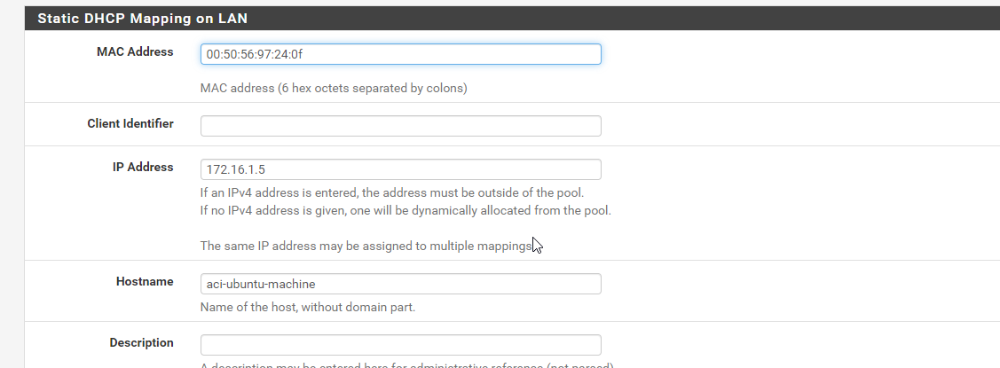 Static DHCP Mapping on LAN
MAC Address
00:50:56:97:24:0f
MAC address (6 hex octets separated by colons)
Client Identifier
IP Address
172.16.1.5
If an IPv4 address is entered, the address must be outside of the pool.
If no IPv4 address is given, one will be dynamically allocated from the pool.
The same IP address may be assigned to multiple mappings
Hostname
aci-ubuntu-machine
Name of the host, without domain part.
Description
A description may be entered here for administrative reference (not parsed)